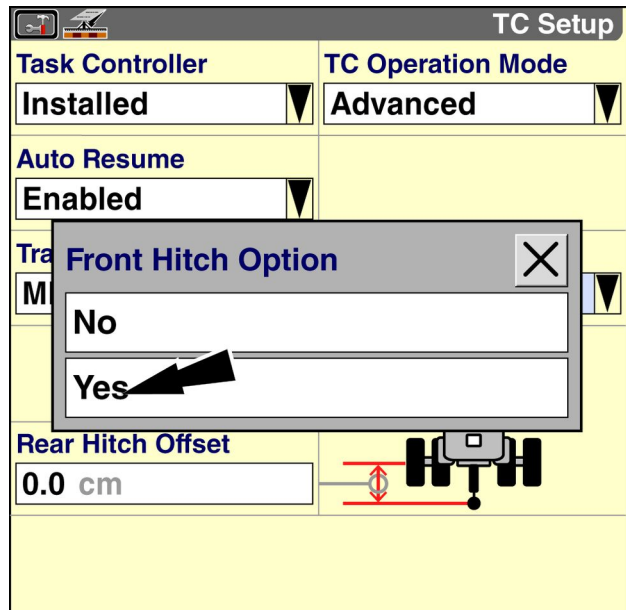 TC Setup
Task Controller
TC Operation Mode
Installed
Advanced
Auto Resume
Enabled
Tra
Front Hitch Option
No
Yes
Rear Hitch Offset
0.0 cm